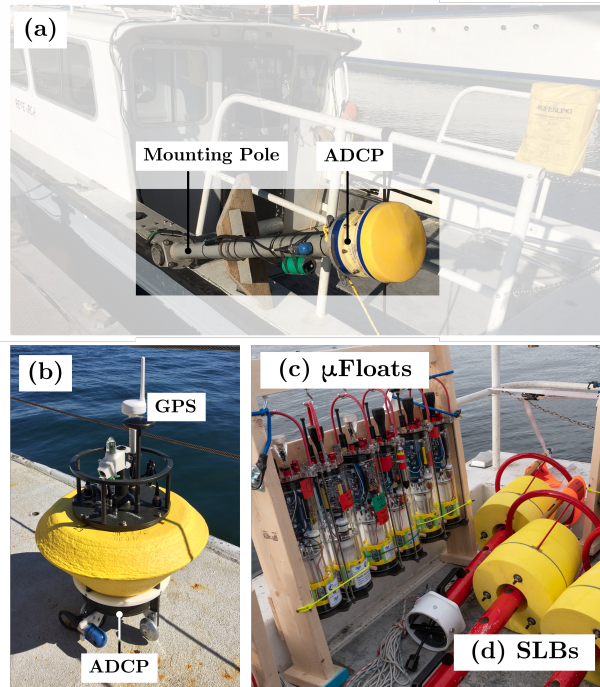 (a)
Mounting Pole
ADCP
(b)
GPS
ADCP
(c) μFloats
(d) SLBs